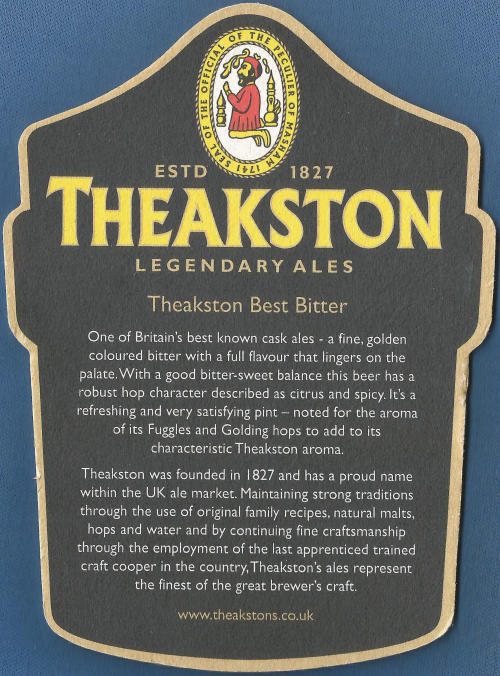 SEAL OF THE OFFICIAL OF THE PECULIER OF MASHAM 1741
ESTD 1827
THEAKSTON
LEGENDARY ALES
Theakston Best Bitter
One of Britain's best known cask ales - a fine, golden
coloured bitter with a full flavour that lingers on the
palate. With a good bitter-sweet balance this beer has a
robust hop character described as citrus and spicy. It's a
refreshing and very satisfying pint – noted for the aroma
of its Fuggles and Golding hops to add to its
characteristic Theakston aroma.
Theakston was founded in 1827 and has a proud name
within the UK ale market. Maintaining strong traditions
through the use of original family recipes, natural malts,
hops and water and by continuing fine craftsmanship
through the employment of the last apprenticed trained
craft cooper in the country, Theakston's ales represent
the finest of the great brewer's craft.
www.theakstons.co.uk